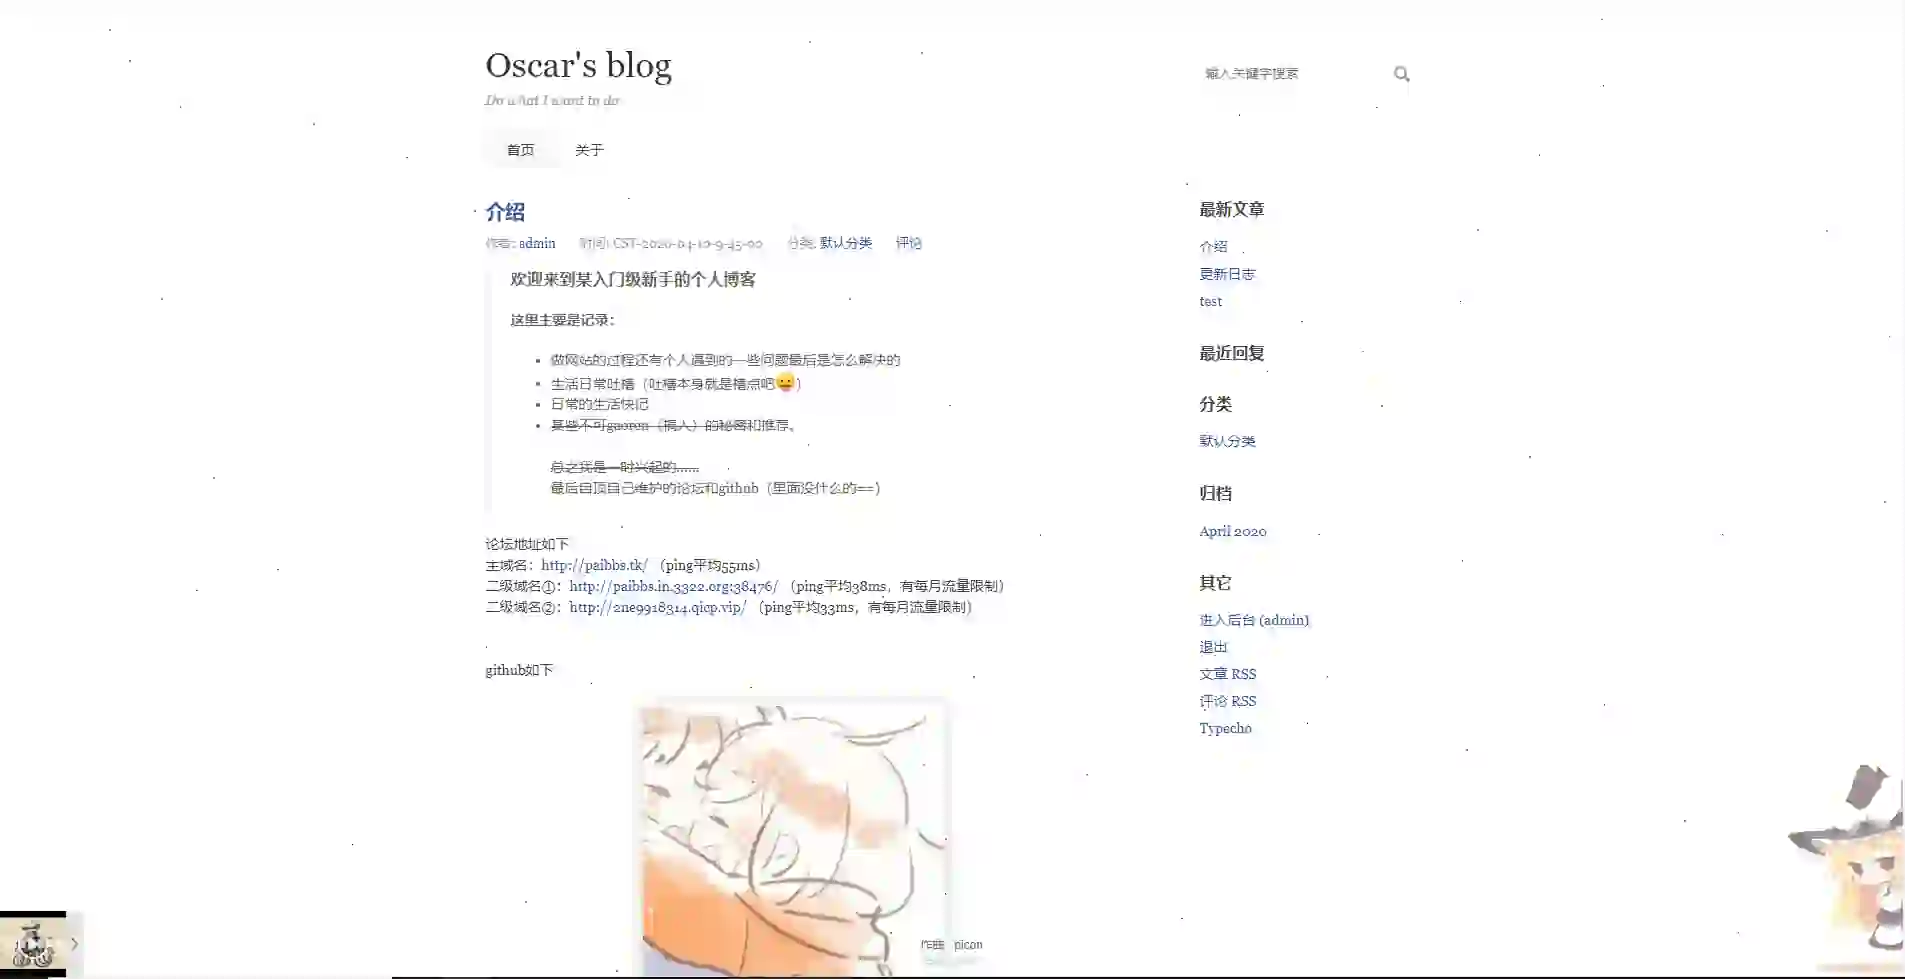 Oscar's blog
Do what I want to do
输入关键字搜索
首页
关于
介绍
作者: admin
时间: CST-2020-04-10-9-45-00
分类: 默认分类
评论
欢迎来到某入门级新手的个人博客
这里主要是记录：
做网站的过程还有个人遇到的一些问题最后是怎么解决的
生活日常吐槽（吐槽本身就是槽点吧😀）
日常的生活快记
某些不可gaoren（搞人）的秘密和推荐。
总之我是一时兴起的......
最后自顶自己维护的论坛和github（里面没什么的==）
论坛地址如下
主域名：http://paibbs.tk/ （ping平均55ms）
二级域名①：http://paibbs.in.3322.org:38476/ （ping平均38ms，有每月流量限制）
二级域名②：http://2ne9918314.qicp.vip/ （ping平均33ms，有每月流量限制）
.
github如下
作曲 picon
最新文章
介绍
更新日志
test
最近回复
分类
默认分类
归档
April 2020
其它
进入后台 (admin)
退出
文章 RSS
评论 RSS
Typecho